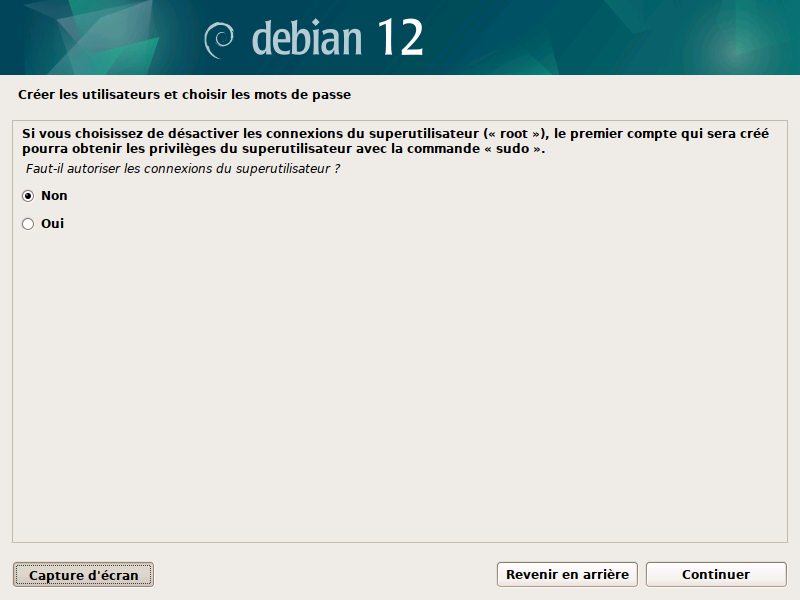 debian 12
Créer les utilisateurs et choisir les mots de passe
Si vous choisissez de désactiver les connexions du superutilisateur (« root »), le premier compte qui sera créé
pourra obtenir les privilèges du superutilisateur avec la commande « sudo ».
Faut-il autoriser les connexions du superutilisateur ?
Non
Oui
Capture d'écran
Revenir en arrière
Continuer